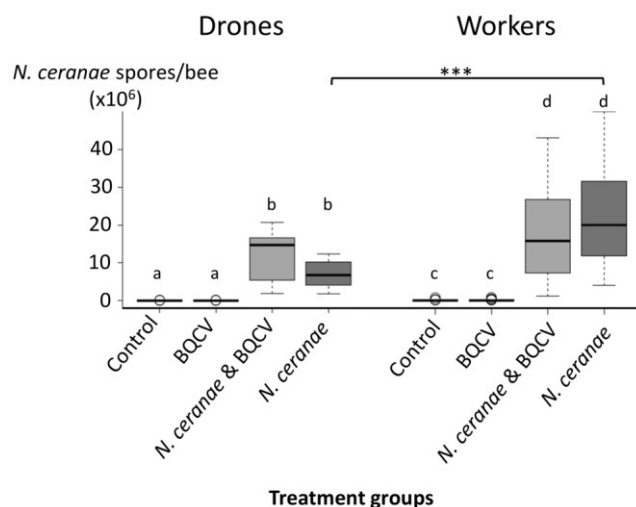 Drones Workers
N. ceranae spores/bee
(x10⁶)
***
d d
40
30
b b
20
10
a a c c
0
Control BQCV N. ceranae & BQCV N. ceranae Control BQCV N. ceranae & BQCV N. ceranae
Treatment groups